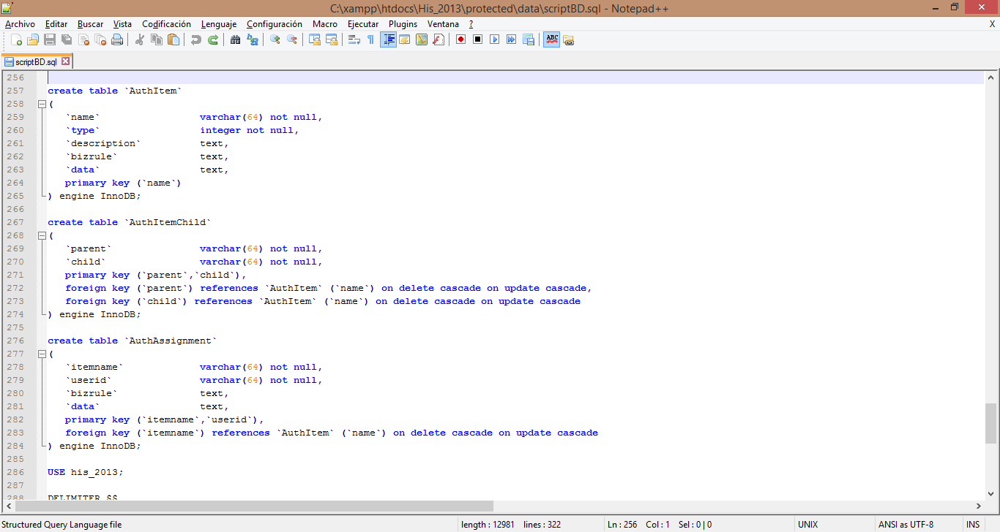 C:\xampp\htdocs\His_2013\protected\data\scriptBD.sql - Notepad++
Archivo Editar Buscar Vista Codificación Lenguaje Configuración Macro Ejecutar Plugins Ventana ? X
ABC
scriptBD.sql
256
257 create table `AuthItem`
258 (
259 `name` varchar(64) not null,
260 `type` integer not null,
261 `description` text,
262 `bizrule` text,
263 `data` text,
264 primary key (`name`)
265 ) engine InnoDB;
266
267 create table `AuthItemChild`
268 (
269 `parent` varchar(64) not null,
270 `child` varchar(64) not null,
271 primary key (`parent`,`child`),
272 foreign key (`parent`) references `AuthItem` (`name`) on delete cascade on update cascade,
273 foreign key (`child`) references `AuthItem` (`name`) on delete cascade on update cascade
274 ) engine InnoDB;
275
276 create table `AuthAssignment`
277 (
278 `itemname` varchar(64) not null,
279 `userid` varchar(64) not null,
280 `bizrule` text,
281 `data` text,
282 primary key (`itemname`,`userid`),
283 foreign key (`itemname`) references `AuthItem` (`name`) on delete cascade on update cascade
284 ) engine InnoDB;
285
286 USE his_2013;
287
288 DELIMITER $$
Structured Query Language file length : 12981 lines : 322 Ln : 256 Col : 1 Sel : 0 | 0 UNIX ANSI as UTF-8 INS